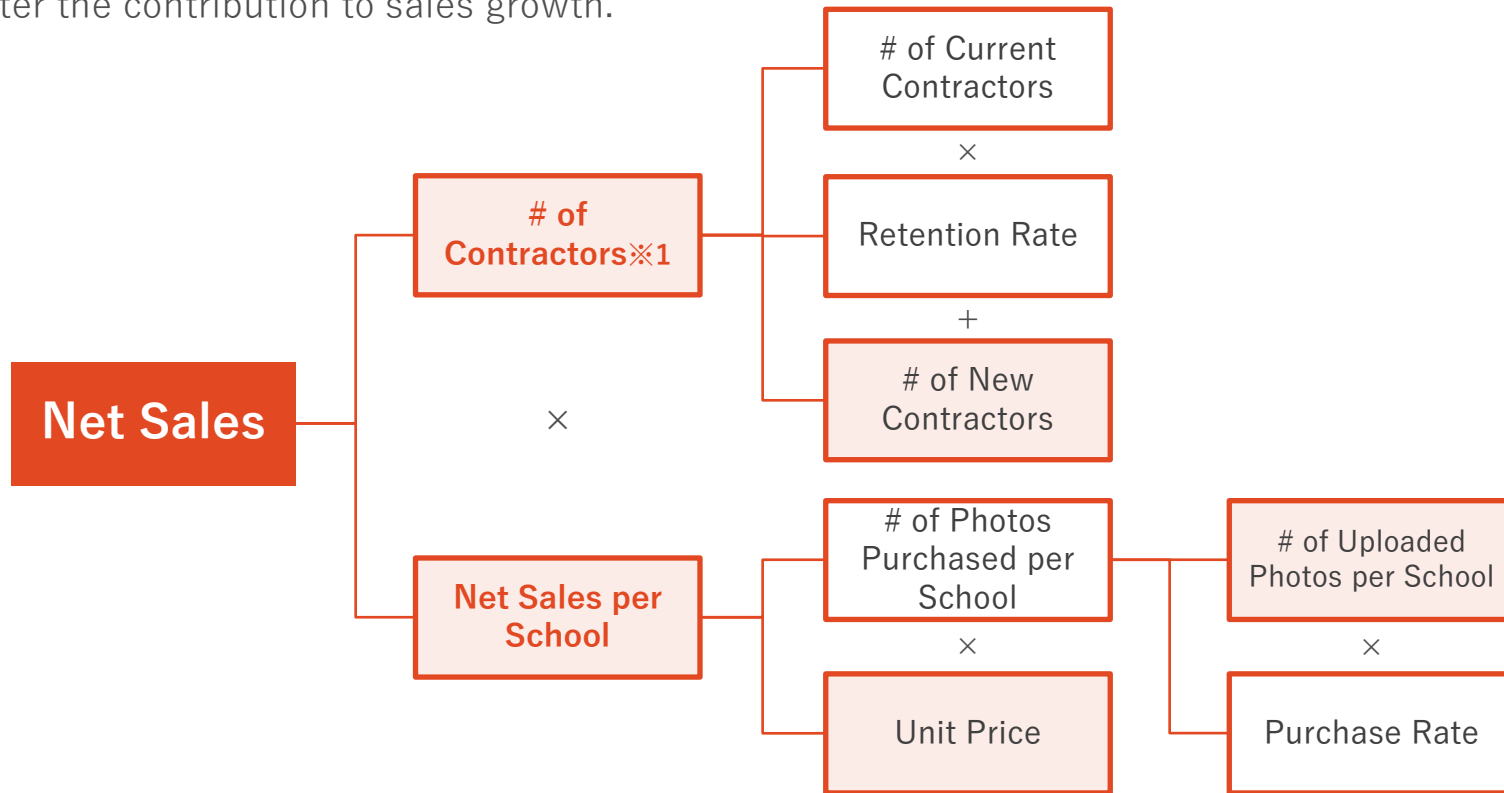 the contribution to sales growth.
# of Current
Contractors
×
# of
Contractors※1
Retention Rate
+
# of New
Contractors
Net Sales
×
# of Photos
Purchased per
School
# of Uploaded
Photos per School
Net Sales per
School
×
×
Unit Price
Purchase Rate